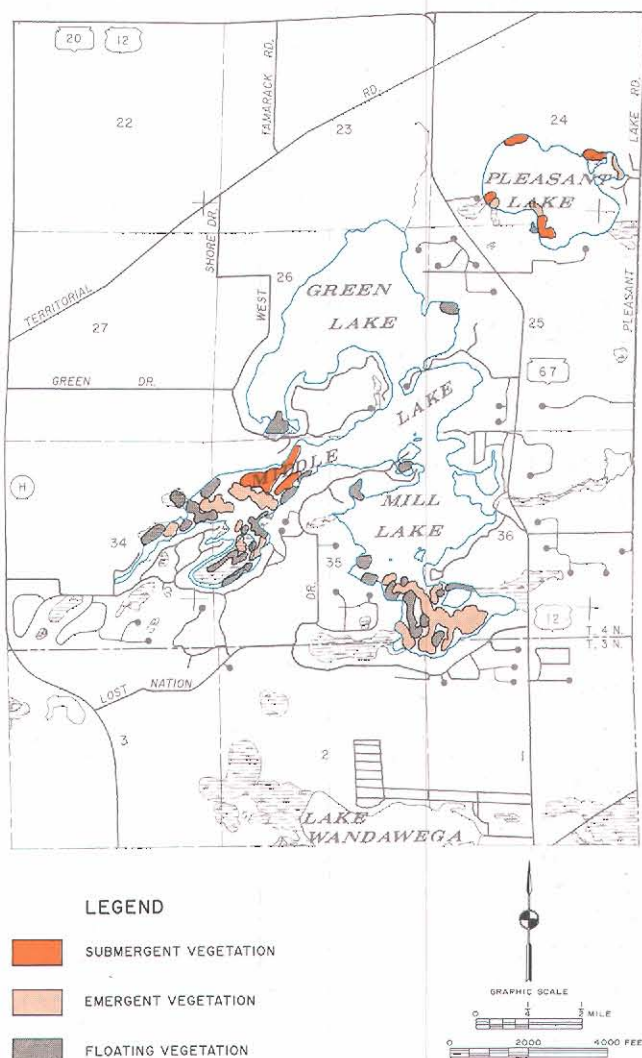 20 12
TAMARACK RD.
RD.
22
23
24
LAKE RD.
PLEASANT
LAKE
SHORE DR.
26
GREEN
LAKE
WEST
TERRITORIAL
27
25
PLEASANT
GREEN DR.
67
LAKE
MIDDLE
H
MILL
LAKE
34
35
36
DR.
12
T. 4 N.
T. 3 N.
LOST NATION
3
2
1
LAKE
WANDAWEGA
LEGEND
SUBMERGENT VEGETATION
EMERGENT VEGETATION
FLOATING VEGETATION
GRAPHIC SCALE
0
MILE
0 2000 4000 FEE